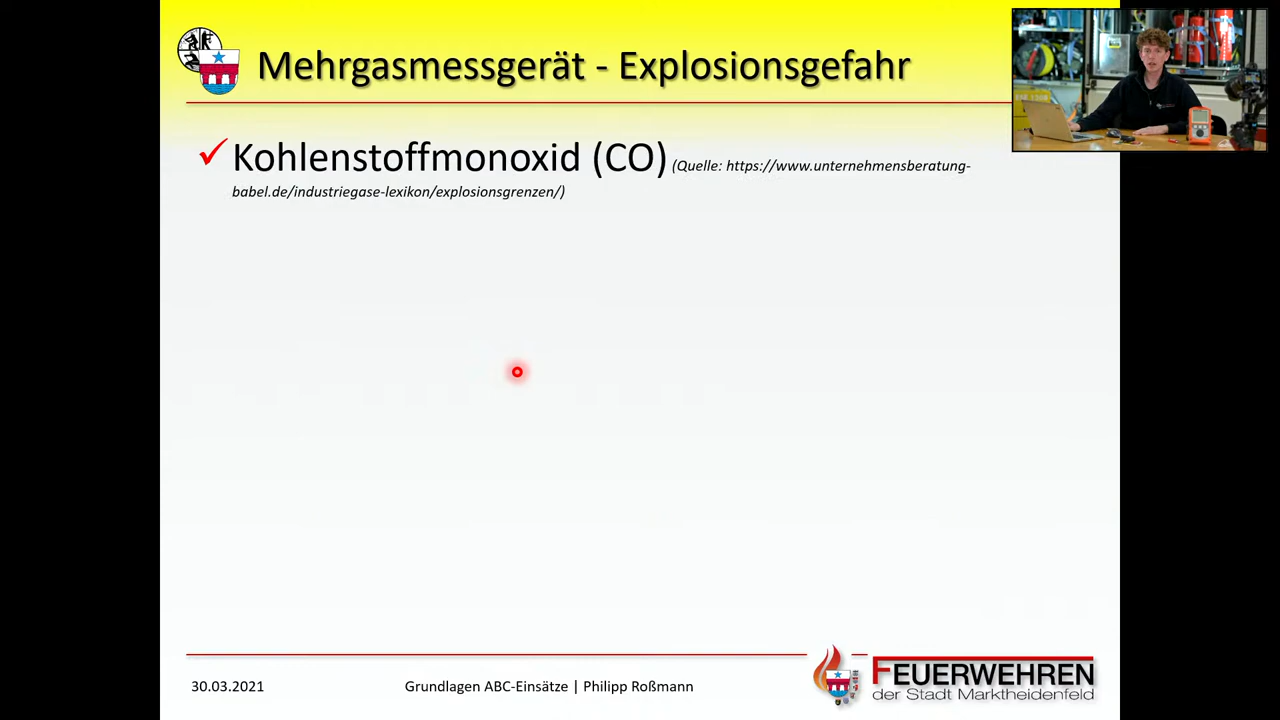 Mehrgasmessgerät - Explosionsgefahr
Kohlenstoffmonoxid (CO) (Quelle: https://www.unternehmensberatung-
babel.de/industriegase-lexikon/explosionsgrenzen/)
30.03.2021
Grundlagen ABC-Einsätze | Philipp Roßmann
FEUERWEHREN
der Stadt Marktheidenfeld